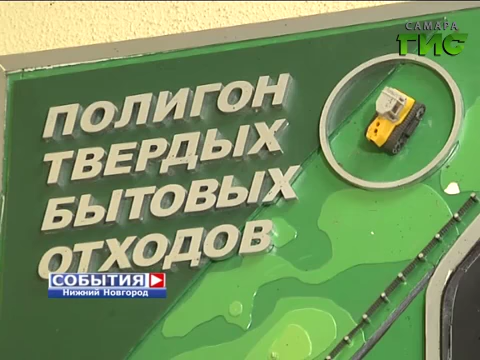 САМАРА
ГИС
ПОЛИГОН
ТВЕРДЫХ
БЫТОВЫХ
ОТХОДОВ
СОБЫТИЯ
Нижний Новгород